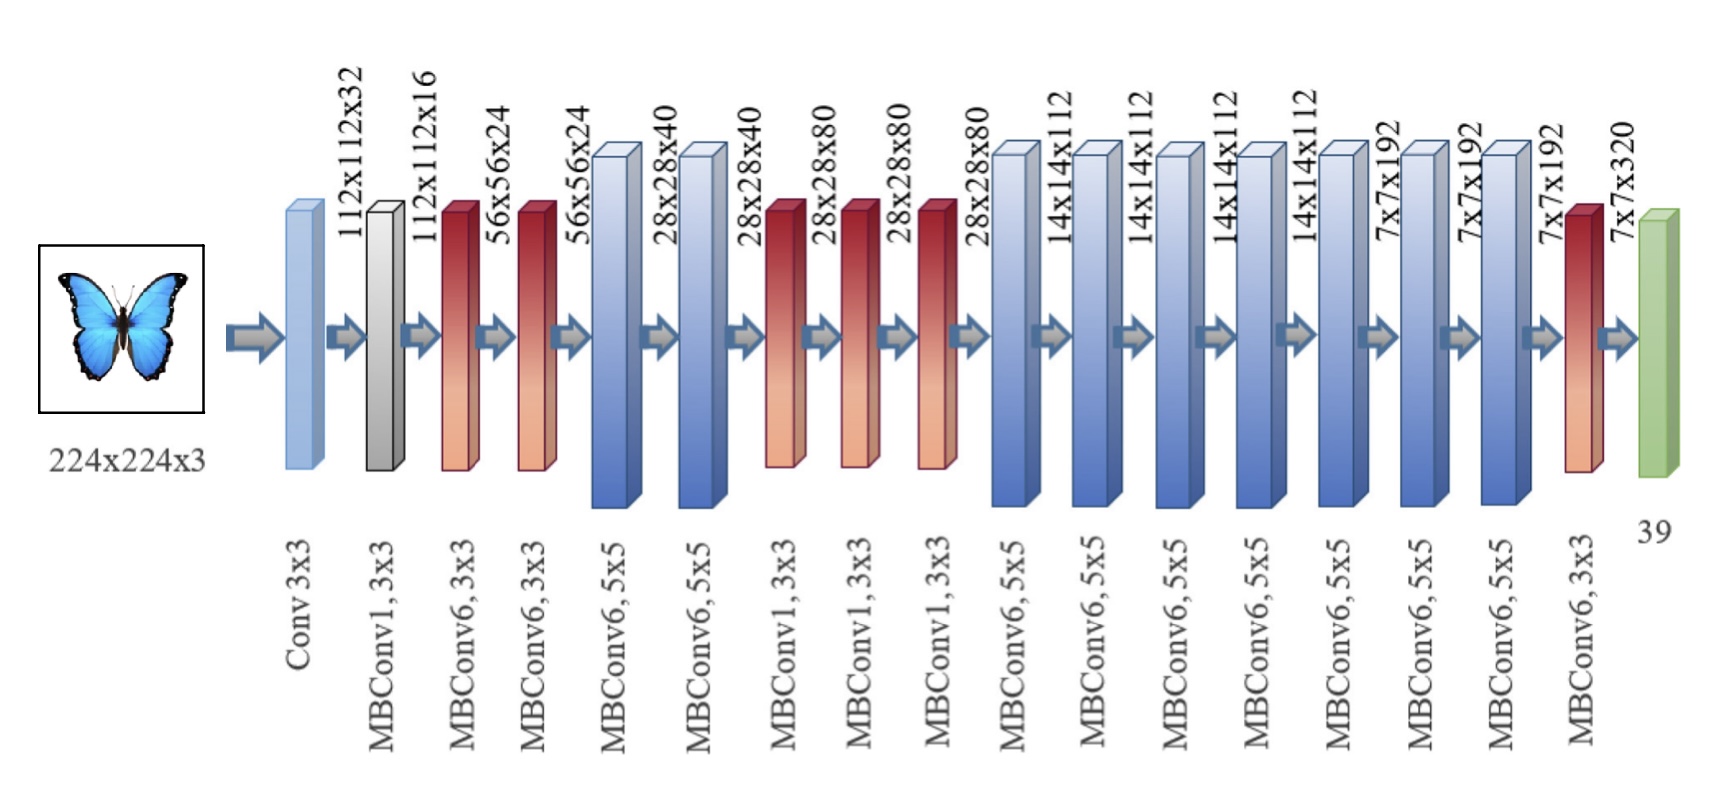 112x112x32
112x112x16
56x56x24
56x56x24
28x28x40
28x28x40
28x28x80
28x28x80
28x28x80
14x14x112
14x14x112
14x14x112
14x14x112
7x7x192
7x7x192
7x7x192
7x7x320
224x224x3
Conv 3x3
MBConv1, 3x3
MBConv6, 3x3
MBConv6, 3x3
MBConv6, 5x5
MBConv6, 5x5
MBConv1, 3x3
MBConv1, 3x3
MBConv1, 3x3
MBConv6, 5x5
MBConv6, 5x5
MBConv6, 5x5
MBConv6, 5x5
MBConv6, 5x5
MBConv6, 5x5
MBConv6, 5x5
MBConv6, 3x3
39